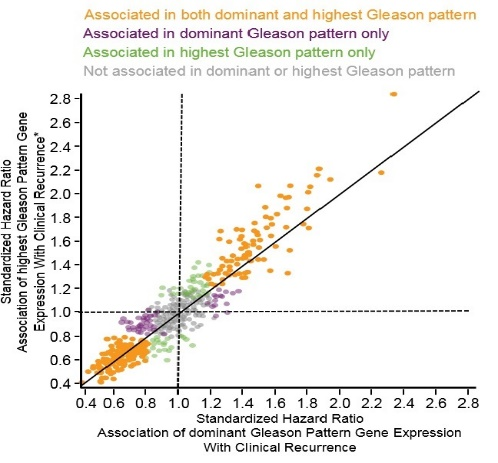 Associated in both dominant and highest Gleason pattern
Associated in dominant Gleason pattern only
Associated in highest Gleason pattern only
Not associated in dominant or highest Gleason pattern
Standardized Hazard Ratio
Association of highest Gleason Pattern Gene
Expression With Clinical Recurrence*
2.8
2.6
2.4
2.2
2.0
1.8
1.6
1.4
1.2
1.0
0.8
0.6
0.4
0.4 0.6 0.8 1.0 1.2 1.4 1.6 1.8 2.0 2.2 2.4 2.6 2.8
Standardized Hazard Ratio
Association of dominant Gleason Pattern Gene Expression
With Clinical Recurrence